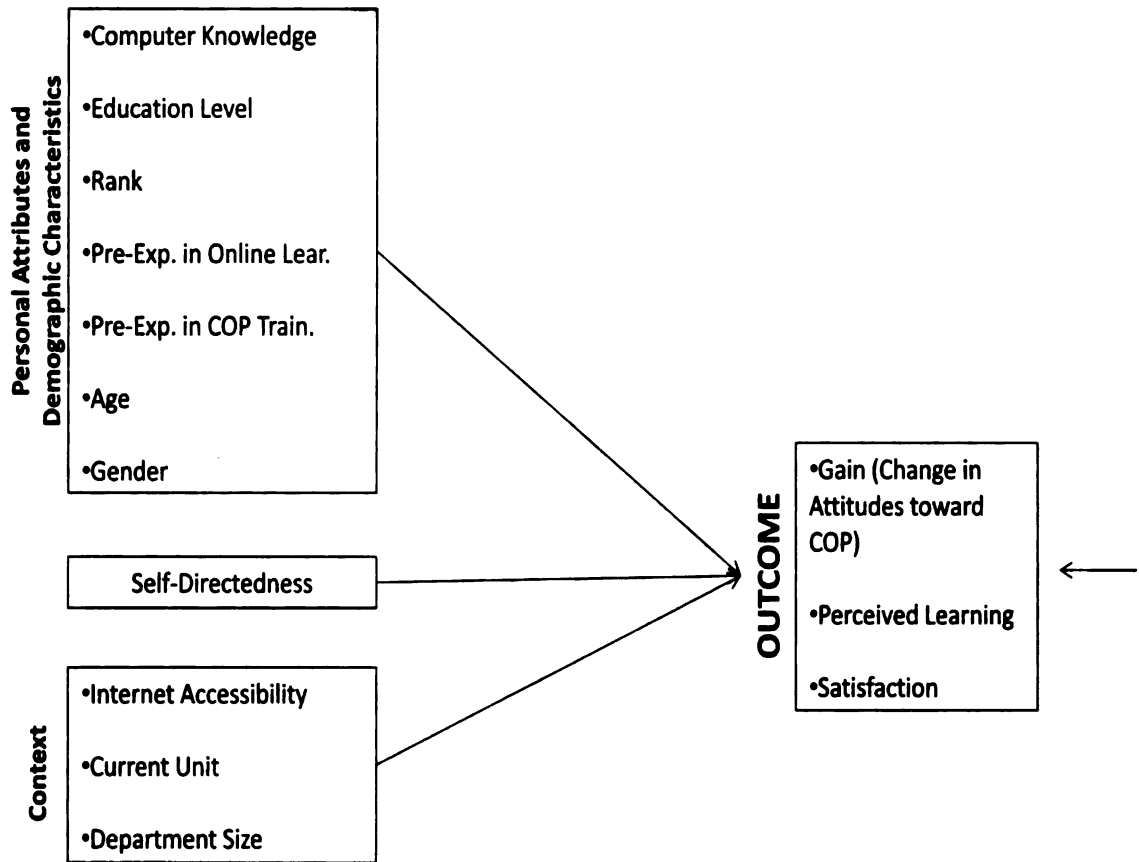 Personal Attributes and
Demographic Characteristics
•Computer Knowledge
•Education Level
•Rank
•Pre-Exp. in Online Lear.
•Pre-Exp. in COP Train.
•Age
•Gender
Self-Directedness
Context
•Internet Accessibility
•Current Unit
•Department Size
OUTCOME
•Gain (Change in
Attitudes toward
COP)
•Perceived Learning
•Satisfaction